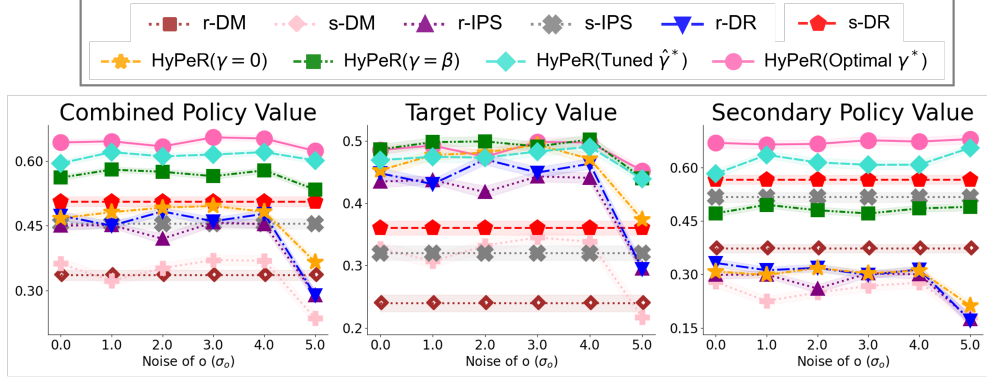 r-DM s-DM r-IPS s-IPS r-DR s-DR
HyPeR(γ = 0) HyPeR(γ = β) HyPeR(Tuned γ̂*) HyPeR(Optimal γ*)
Combined Policy Value
0.60
0.45
0.30
0.0 1.0 2.0 3.0 4.0 5.0
Noise of o (σₒ)
Target Policy Value
0.5
0.4
0.3
0.2
0.0 1.0 2.0 3.0 4.0 5.0
Noise of o (σₒ)
Secondary Policy Value
0.60
0.45
0.30
0.15
0.0 1.0 2.0 3.0 4.0 5.0
Noise of o (σₒ)